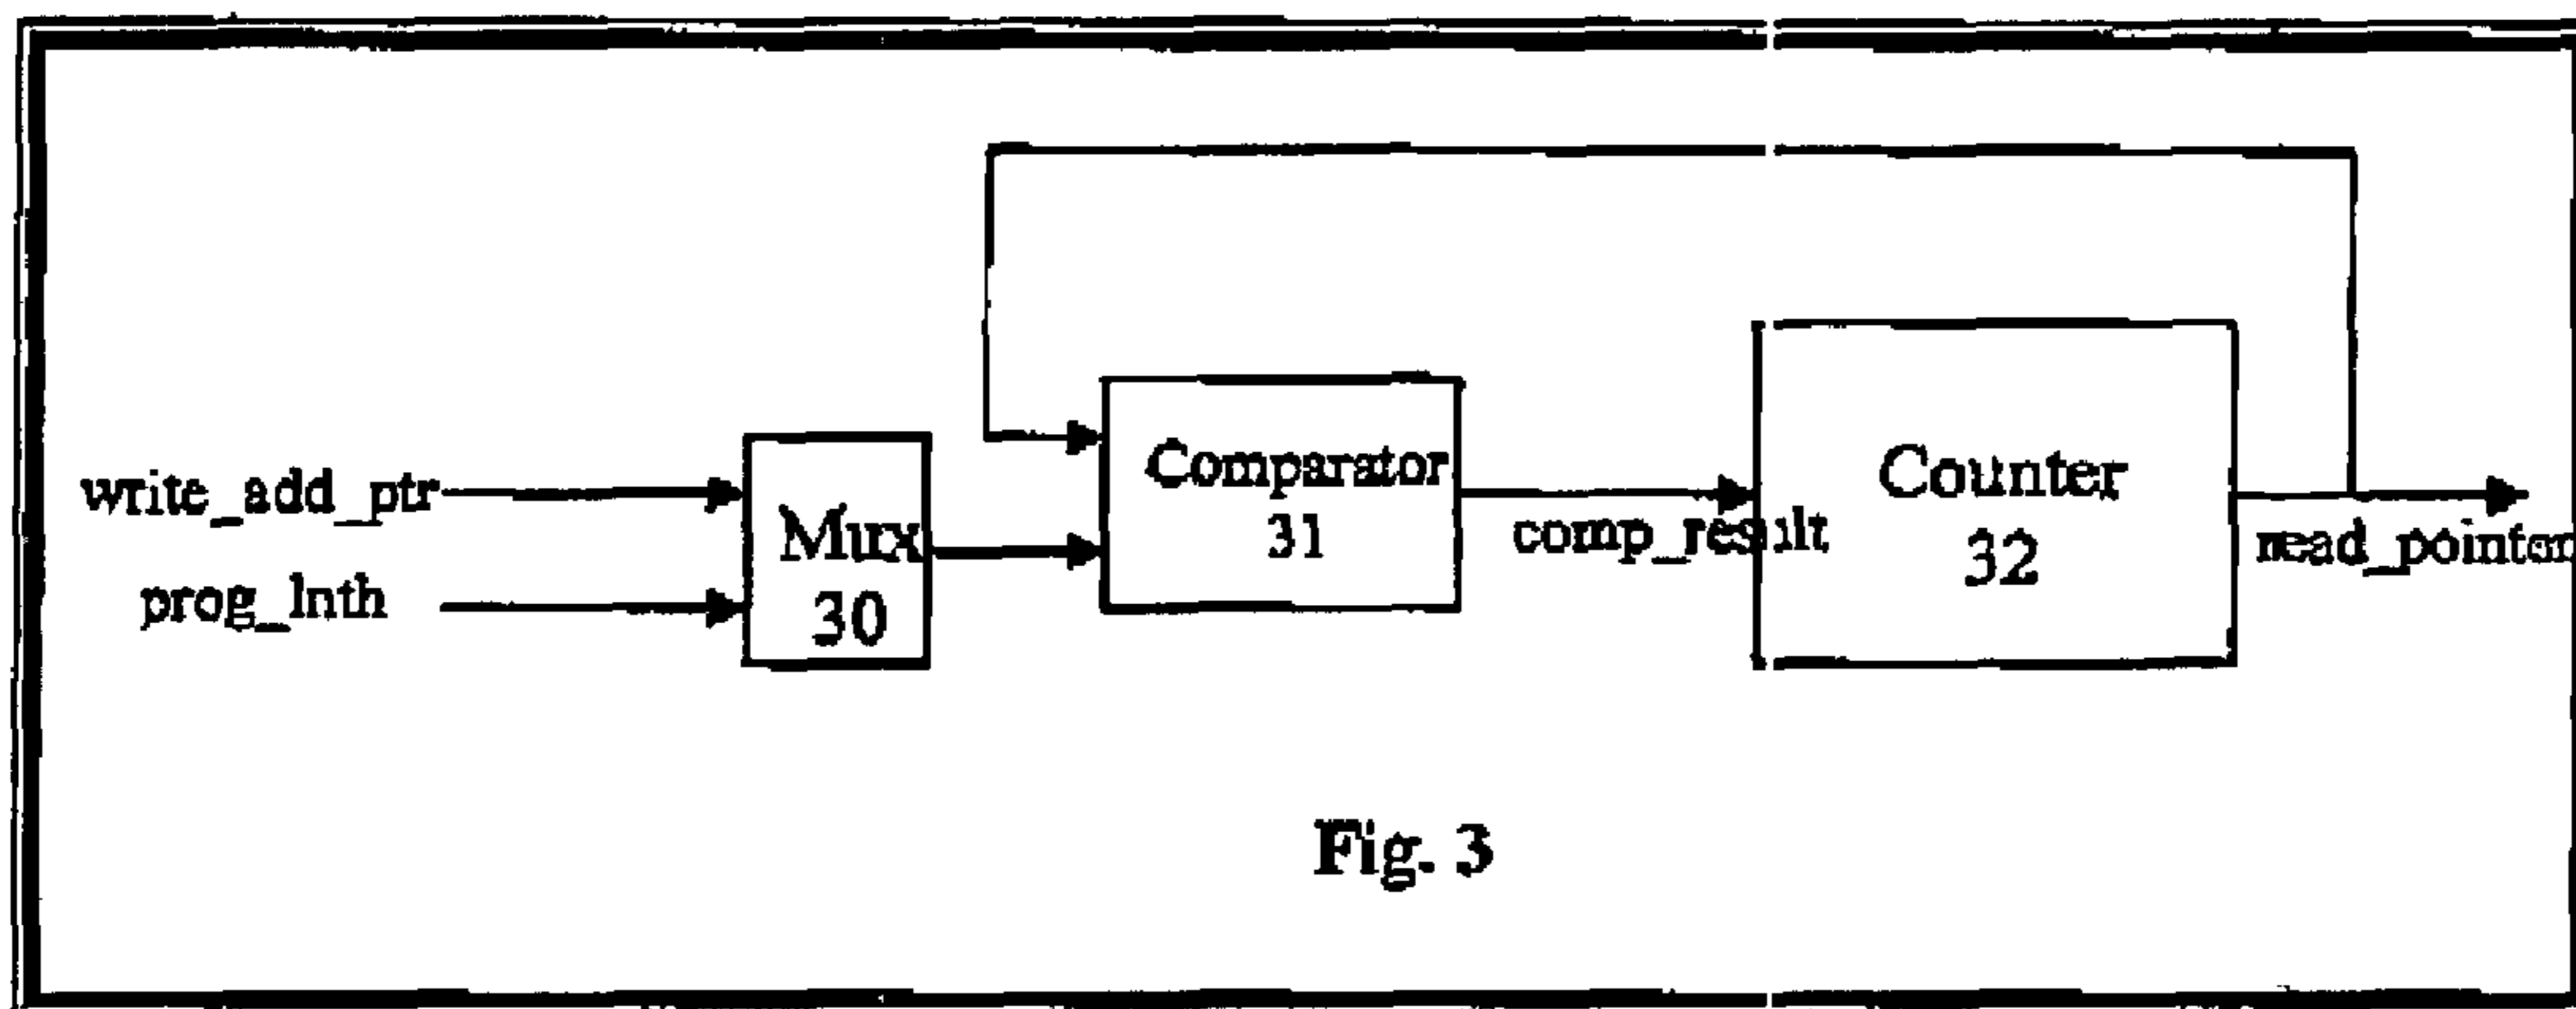 write_add_ptr
prog_lnth
Mux
30
Comparator
31
comp_result
Counter
32
read_pointer
Fig. 3